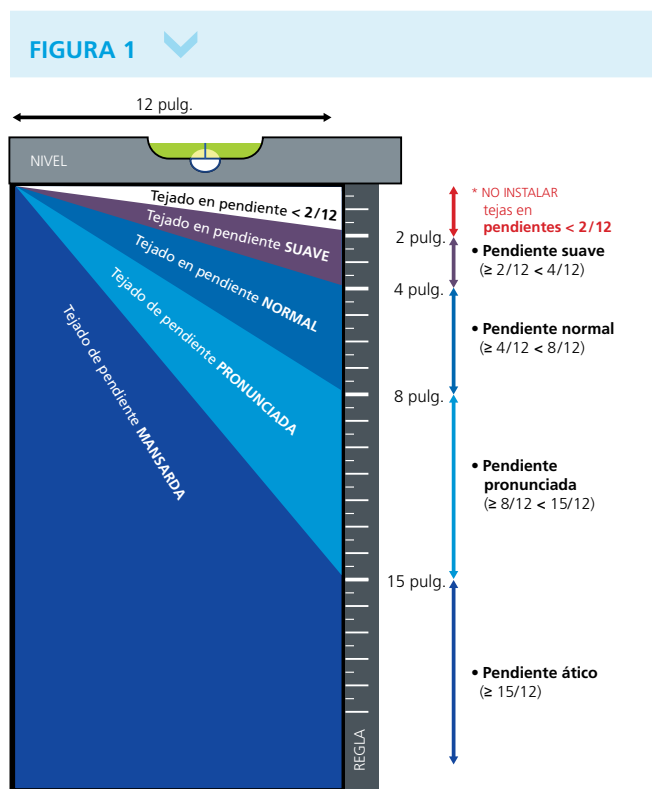 FIGURA 1
12 pulg.
NIVEL
Tejado en pendiente < 2/12
Tejado en pendiente SUAVE
Tejado en pendiente NORMAL
Tejado de pendiente PRONUNCIADA
Tejado de pendiente MANSARDA
REGLA
* NO INSTALAR
tejas en
pendientes < 2/12
2 pulg.
• Pendiente suave
(≥ 2/12 < 4/12)
4 pulg.
• Pendiente normal
(≥ 4/12 < 8/12)
8 pulg.
• Pendiente
pronunciada
(≥ 8/12 < 15/12)
15 pulg.
• Pendiente ático
(≥ 15/12)